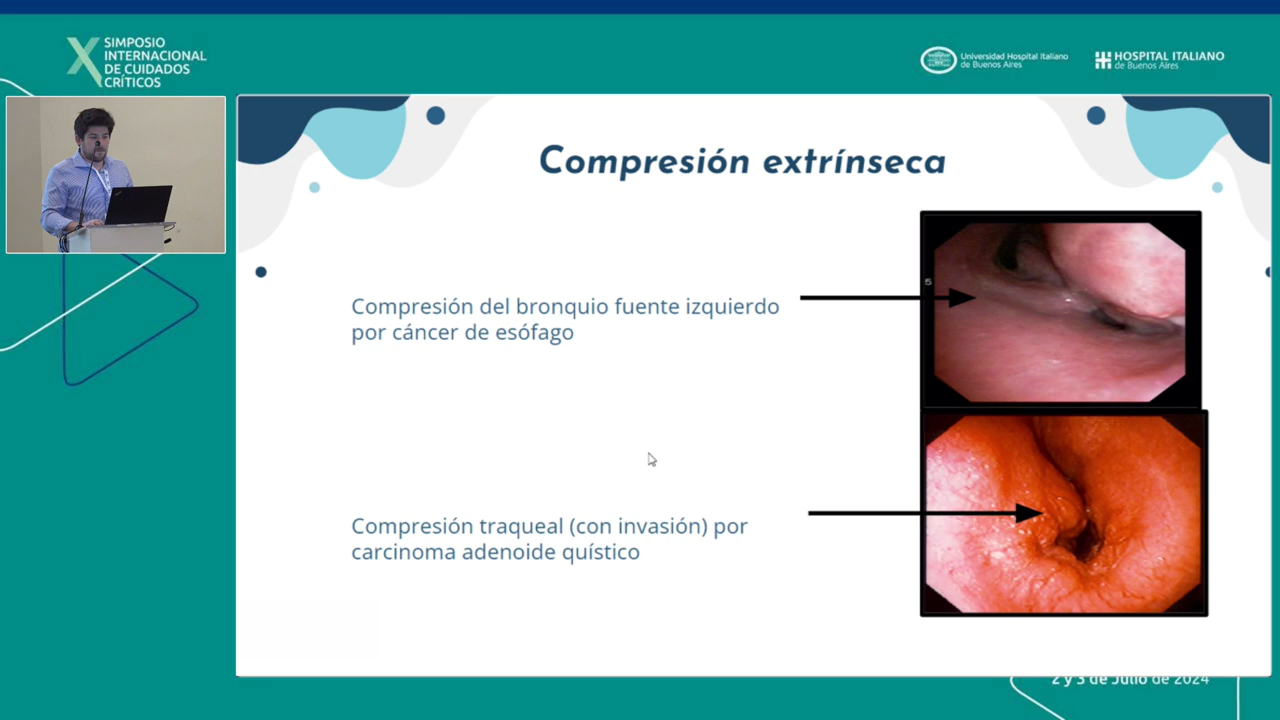 SIMPOSIO
INTERNACIONAL
DE CUIDADOS
CRÍTICOS
Universidad Hospital Italiano
de Buenos Aires
HOSPITAL ITALIANO
de Buenos Aires
Compresión extrínseca
Compresión del bronquio fuente izquierdo
por cáncer de esófago
5
Compresión traqueal (con invasión) por
carcinoma adenoide quístico
2 y 3 de Julio de 2024